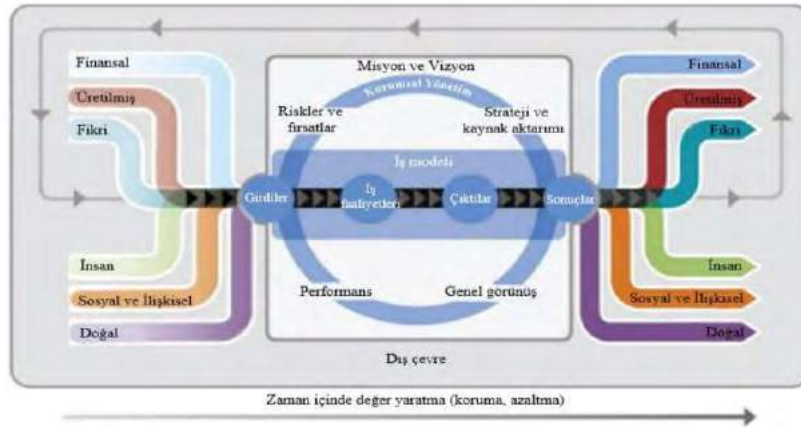 Finansal
Üretilmiş
Fikri
İnsan
Sosyal ve İlişkisel
Doğal
Misyon ve Vizyon
Kurumsal Yönetim
Riskler ve
fırsatlar
Strateji ve
kaynak aktarımı
İş modeli
Girdiler
İş
faaliyetleri
Çıktılar
Sonuçlar
Performans
Genel görünüş
Finansal
Üretilmiş
Fikri
İnsan
Sosyal ve İlişkisel
Doğal
Dış çevre
Zaman içinde değer yaratma (koruma, azaltma)